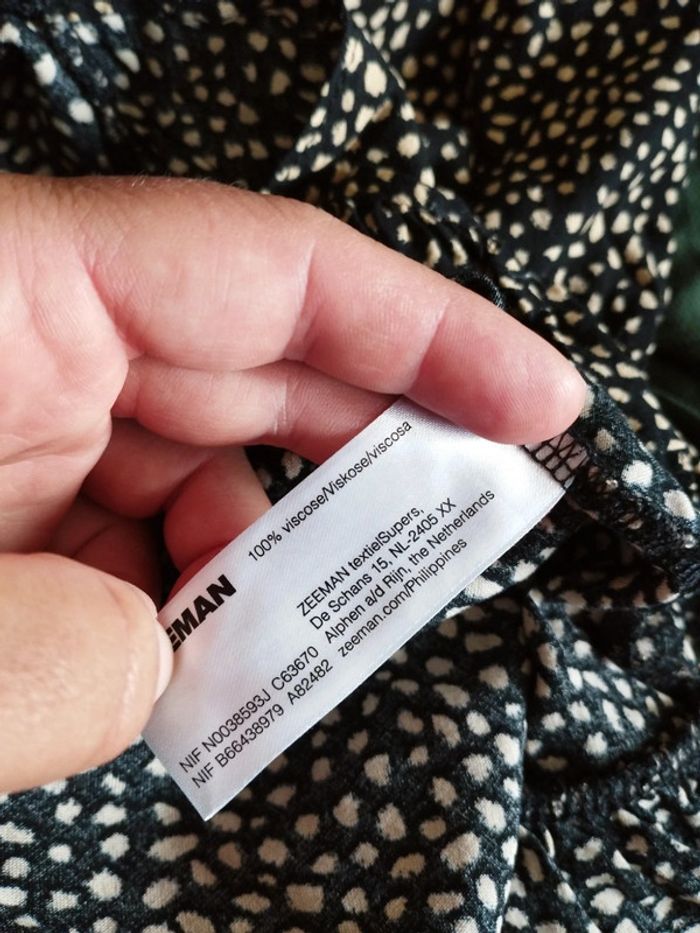 100% viscose/Viskose/viscosa
EMAN
ZEEMAN textielSupers,
De Schans 15, NL-2405 XX
Alphen a/d Rijn, the Netherlands
zeeman.com/Philippines
NIF N0038593J C63670
NIF B66438979 A82482